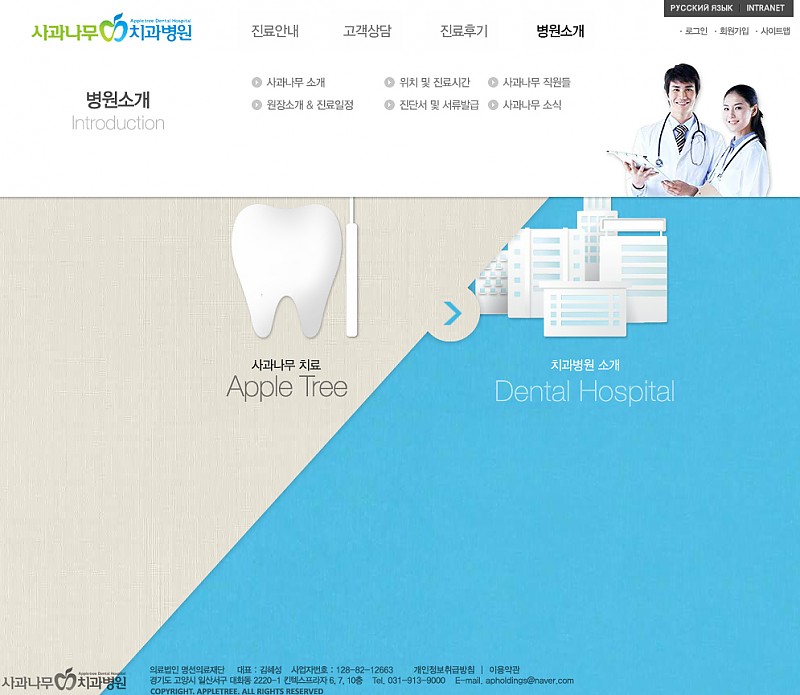 РУССКИЙ ЯЗЫК | INTRANET
· 로그인 · 회원가입 · 사이트맵
Appletree Dental Hospital
사과나무 치과병원
진료안내 고객상담 진료후기 병원소개
병원소개
Introduction
사과나무 소개 위치 및 진료시간 사과나무 직원들
원장소개 & 진료일정 진단서 및 서류발급 사과나무 소식
사과나무 치료
Apple Tree
치과병원 소개
Dental Hospital
Appletree Dental Hospital
사과나무 치과병원
의료법인 명선의료재단 대표 : 김혜성 사업자번호 : 128-82-12663 개인정보취급방침 | 이용약관
경기도 고양시 일산서구 대화동 2220-1 킨텍스프라자 6, 7, 10층 Tel, 031-913-9000 E-mail, apholdings@naver.com
COPYRIGHT. APPLETREE. ALL RIGHTS RESERVED